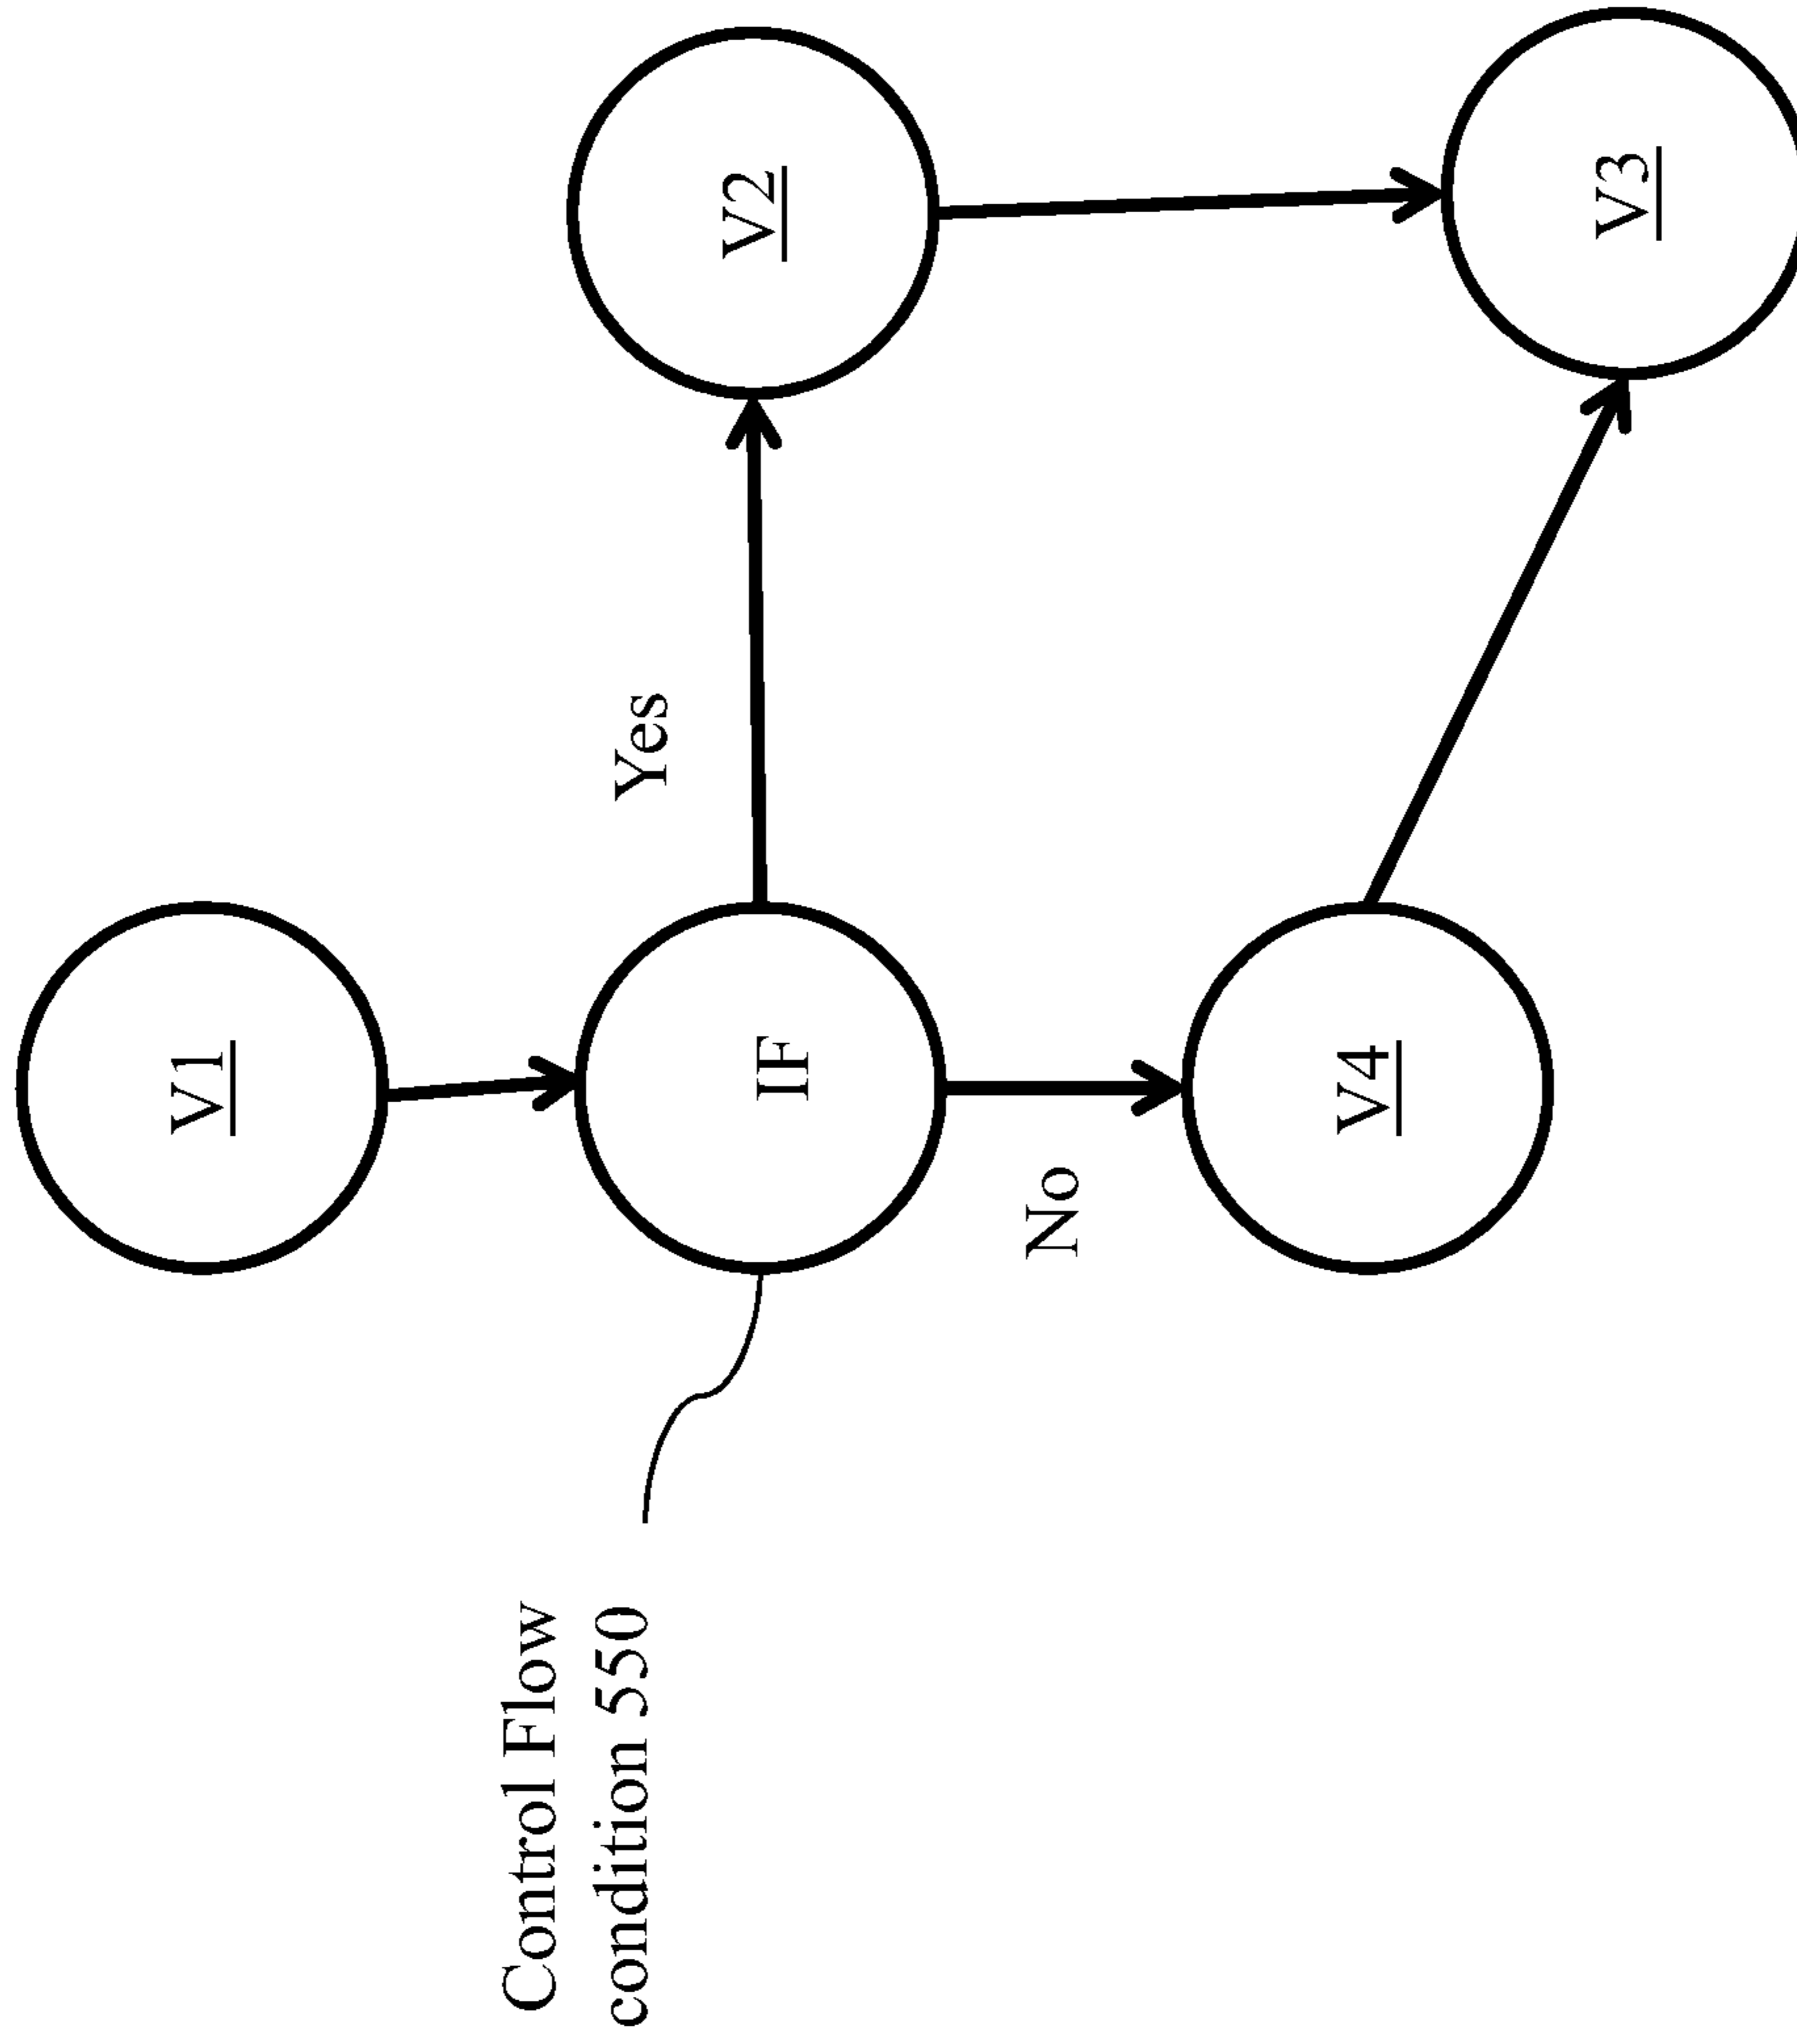 V1
Control Flow
condition 550
IF
Yes
V2
No
V4
V3